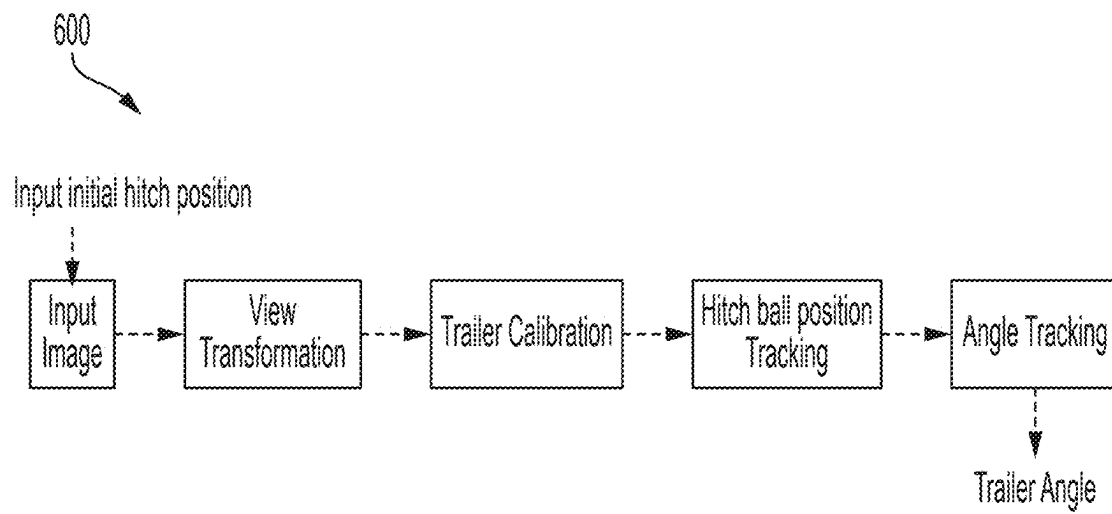 600
Input initial hitch position
Input
Image
View
Transformation
Trailer Calibration
Hitch ball position
Tracking
Angle Tracking
Trailer Angle